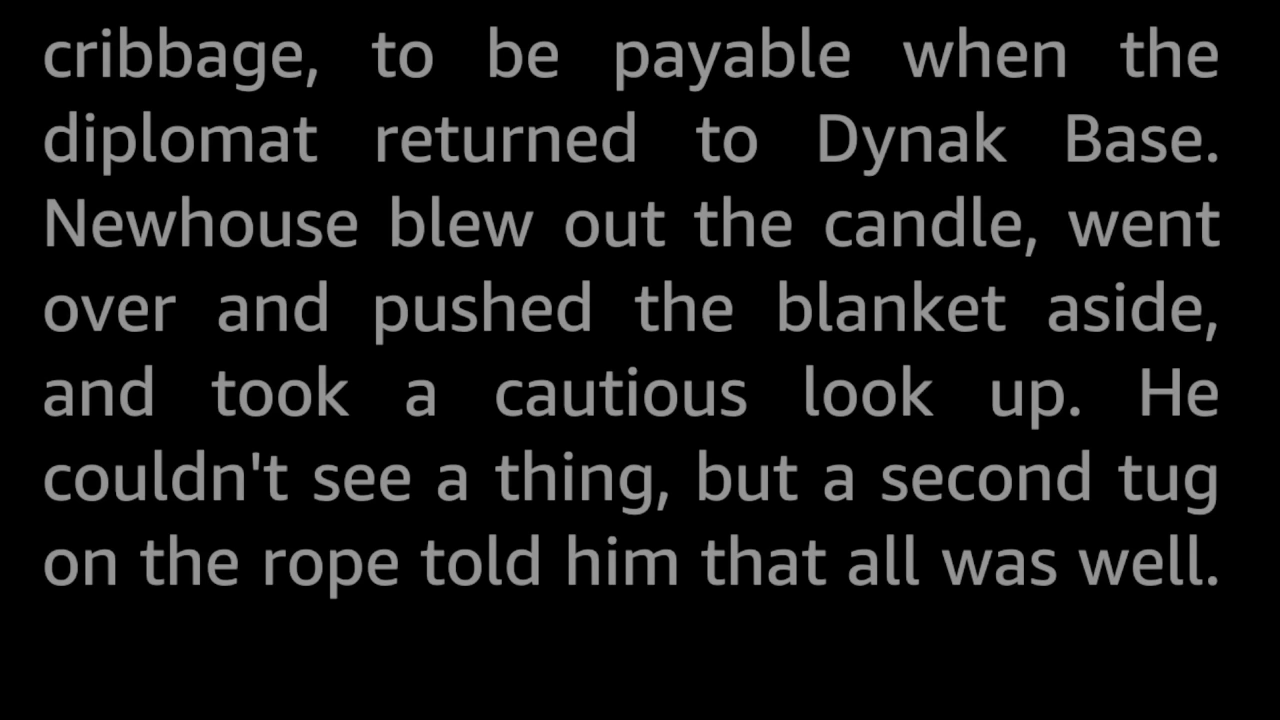 cribbage, to be payable when the
diplomat returned to Dynak Base.
Newhouse blew out the candle, went
over and pushed the blanket aside,
and took a cautious look up. He
couldn't see a thing, but a second tug
on the rope told him that all was well.